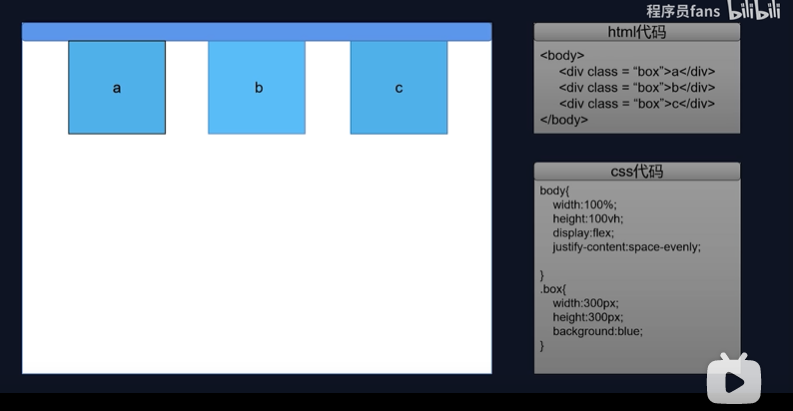 程序员fans bilibili
html代码
<body>
<div class = “box”>a</div>
<div class = “box”>b</div>
<div class = “box”>c</div>
</body>
a
b
c
css代码
body{
width:100%;
height:100vh;
display:flex;
justify-content:space-evenly;
}
.box{
width:300px;
height:300px;
background:blue;
}